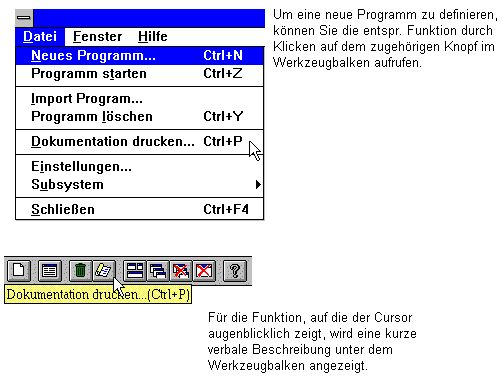 Um eine neue Programm zu definieren,
können Sie die entspr. Funktion durch
Klicken auf dem zugehörigen Knopf im
Werkzeugbalken aufrufen.
Datei Fenster Hilfe
Neues Programm... Ctrl+N
Programm starten Ctrl+Z
Import Program...
Programm löschen Ctrl+Y
Dokumentation drucken... Ctrl+P
Einstellungen...
Subsystem
Schließen Ctrl+F4
?
Dokumentation drucken...(Ctrl+P)
Für die Funktion, auf die der Cursor
augenblicklich zeigt, wird eine kurze
verbale Beschreibung unter dem
Werkzeugbalken angezeigt.